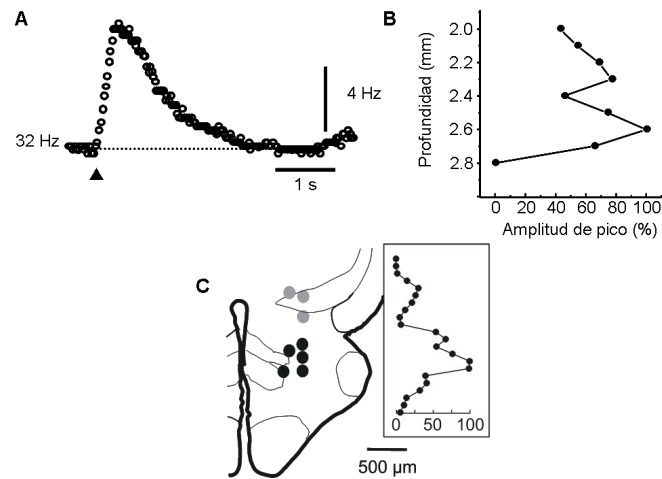 A
32 Hz
4 Hz
1 s
B
Profundidad (mm)
2.0
2.2
2.4
2.6
2.8
0 20 40 60 80 100
Amplitud de pico (%)
C
0 50 100
500 µm